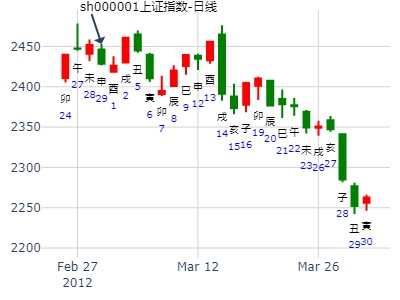 sh000001上证指数-日线
2450
2400
2350
2300
2250
2200
卯
24
午
27
未
28
申
29
酉
1
戌
2
丑
5
寅
6
卯
7
辰
8
巳
9
申
12
酉
13
戌
14
亥
15
子
16
卯
19
辰
20
巳
21
午
22
未
23
戌
26
亥
27
子
28
丑
29
寅
30
Feb 27
2012
Mar 12
Mar 26